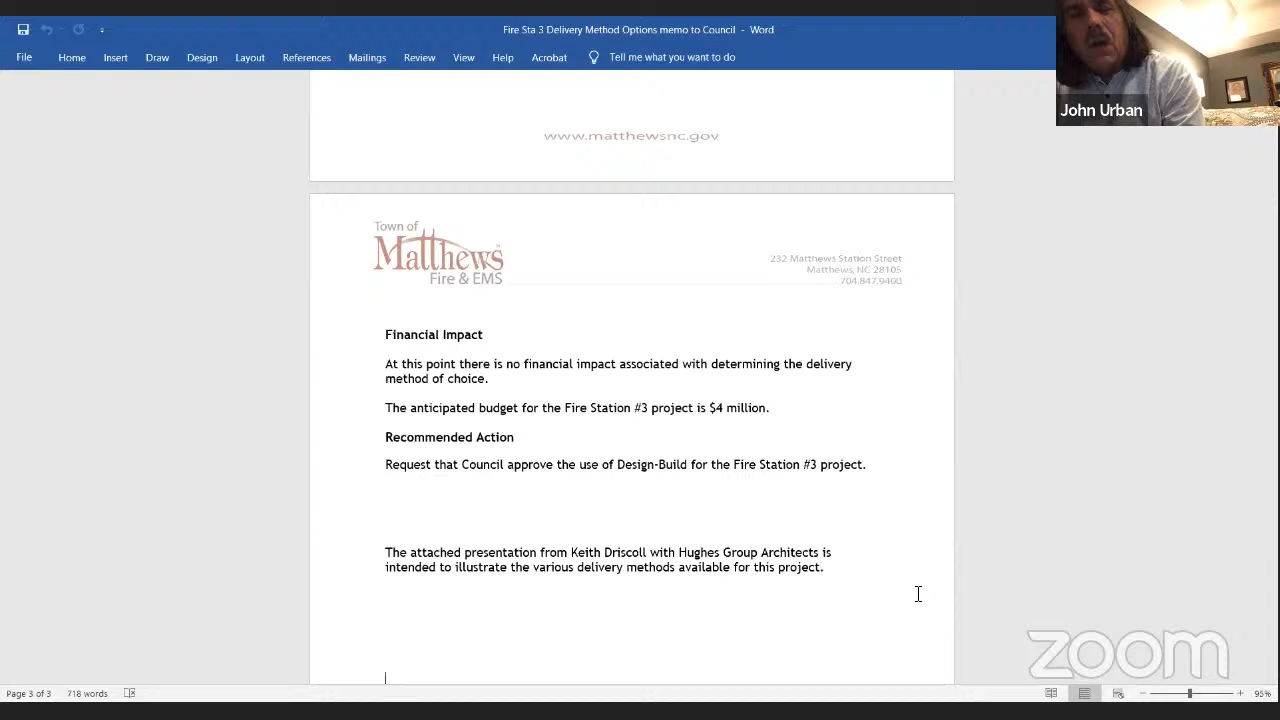 Fire Sta 3 Delivery Method Options memo to Council - Word
File Home Insert Draw Design Layout References Mailings Review View Help Acrobat Tell me what you want to do
John Urban
www.matthewsnc.gov
Town of
Matthews
Fire & EMS
232 Matthews Station Street
Matthews, NC 28105
704.847.9400
Financial Impact
At this point there is no financial impact associated with determining the delivery
method of choice.
The anticipated budget for the Fire Station #3 project is $4 million.
Recommended Action
Request that Council approve the use of Design-Build for the Fire Station #3 project.
The attached presentation from Keith Driscoll with Hughes Group Architects is
intended to illustrate the various delivery methods available for this project.
zoom
Page 3 of 3 718 words 95%